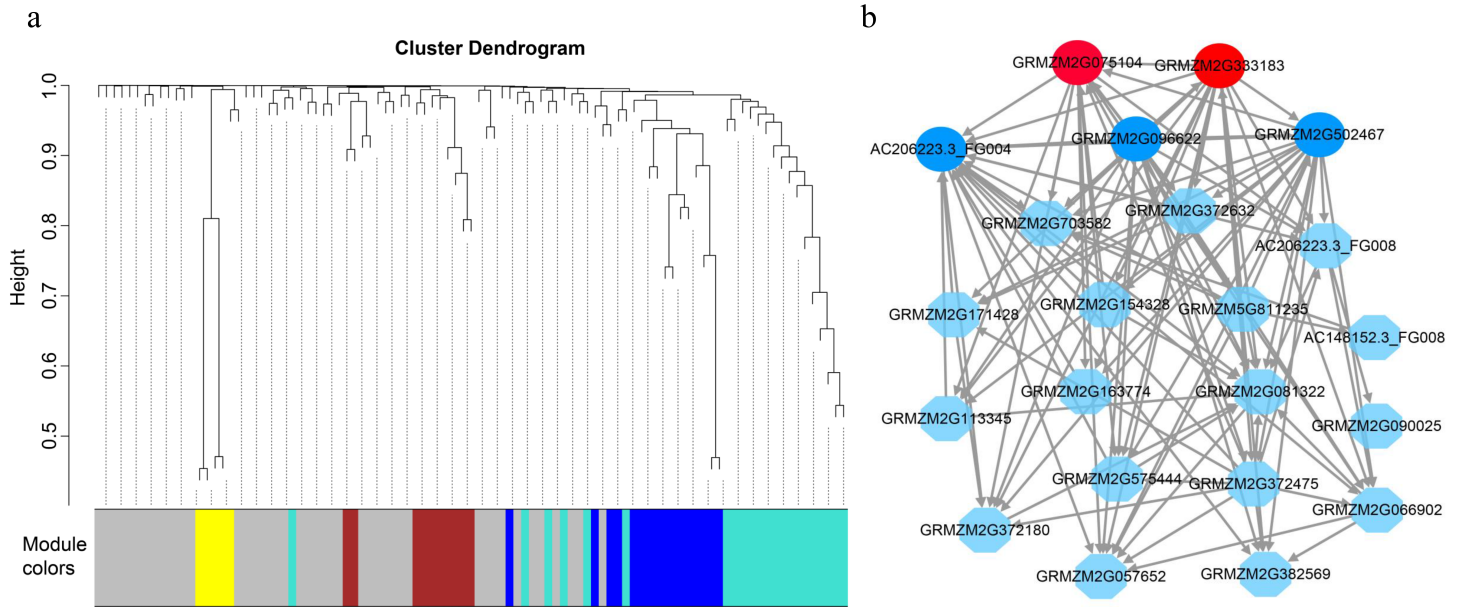 a
Cluster Dendrogram
Height
1.0
0.9
0.8
0.7
0.6
0.5
Module
colors
b
GRMZM2G075104
GRMZM2G333183
AC206223.3_FG004
GRMZM2G096622
GRMZM2G502467
GRMZM2G703582
GRMZM2G372632
AC206223.3_FG008
GRMZM2G171428
GRMZM2G154328
GRMZM5G811235
AC148152.3_FG008
GRMZM2G113345
GRMZM2G163774
GRMZM2G081322
GRMZM2G090025
GRMZM2G575444
GRMZM2G372475
GRMZM2G066902
GRMZM2G372180
GRMZM2G057652
GRMZM2G382569